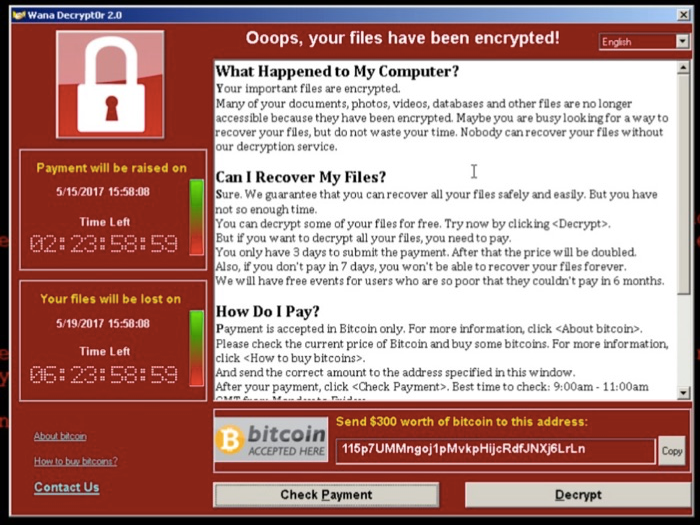 Wana Decrypt0r 2.0
Ooops, your files have been encrypted!
English
What Happened to My Computer?
Your important files are encrypted.
Many of your documents, photos, videos, databases and other files are no longer
accessible because they have been encrypted. Maybe you are busy looking for a way to
recover your files, but do not waste your time. Nobody can recover your files without
our decryption service.
Can I Recover My Files?
Sure. We guarantee that you can recover all your files safely and easily. But you have
not so enough time.
You can decrypt some of your files for free. Try now by clicking <Decrypt>.
But if you want to decrypt all your files, you need to pay.
You only have 3 days to submit the payment. After that the price will be doubled.
Also, if you don't pay in 7 days, you won't be able to recover your files forever.
We will have free events for users who are so poor that they couldn't pay in 6 months.
How Do I Pay?
Payment is accepted in Bitcoin only. For more information, click <About bitcoin>.
Please check the current price of Bitcoin and buy some bitcoins. For more information,
click <How to buy bitcoins>.
And send the correct amount to the address specified in this window.
After your payment, click <Check Payment>. Best time to check: 9:00am - 11:00am
GMT from Monday to Friday.
Payment will be raised on
5/15/2017 15:58:08
Time Left
02:23:58:59
Your files will be lost on
5/19/2017 15:58:08
Time Left
06:23:58:59
About bitcoin
How to buy bitcoins?
Contact Us
bitcoin
ACCEPTED HERE
Send $300 worth of bitcoin to this address:
115p7UMMngoj1pMvkpHijcRdfJNXj6LrLn
Copy
Check Payment
Decrypt